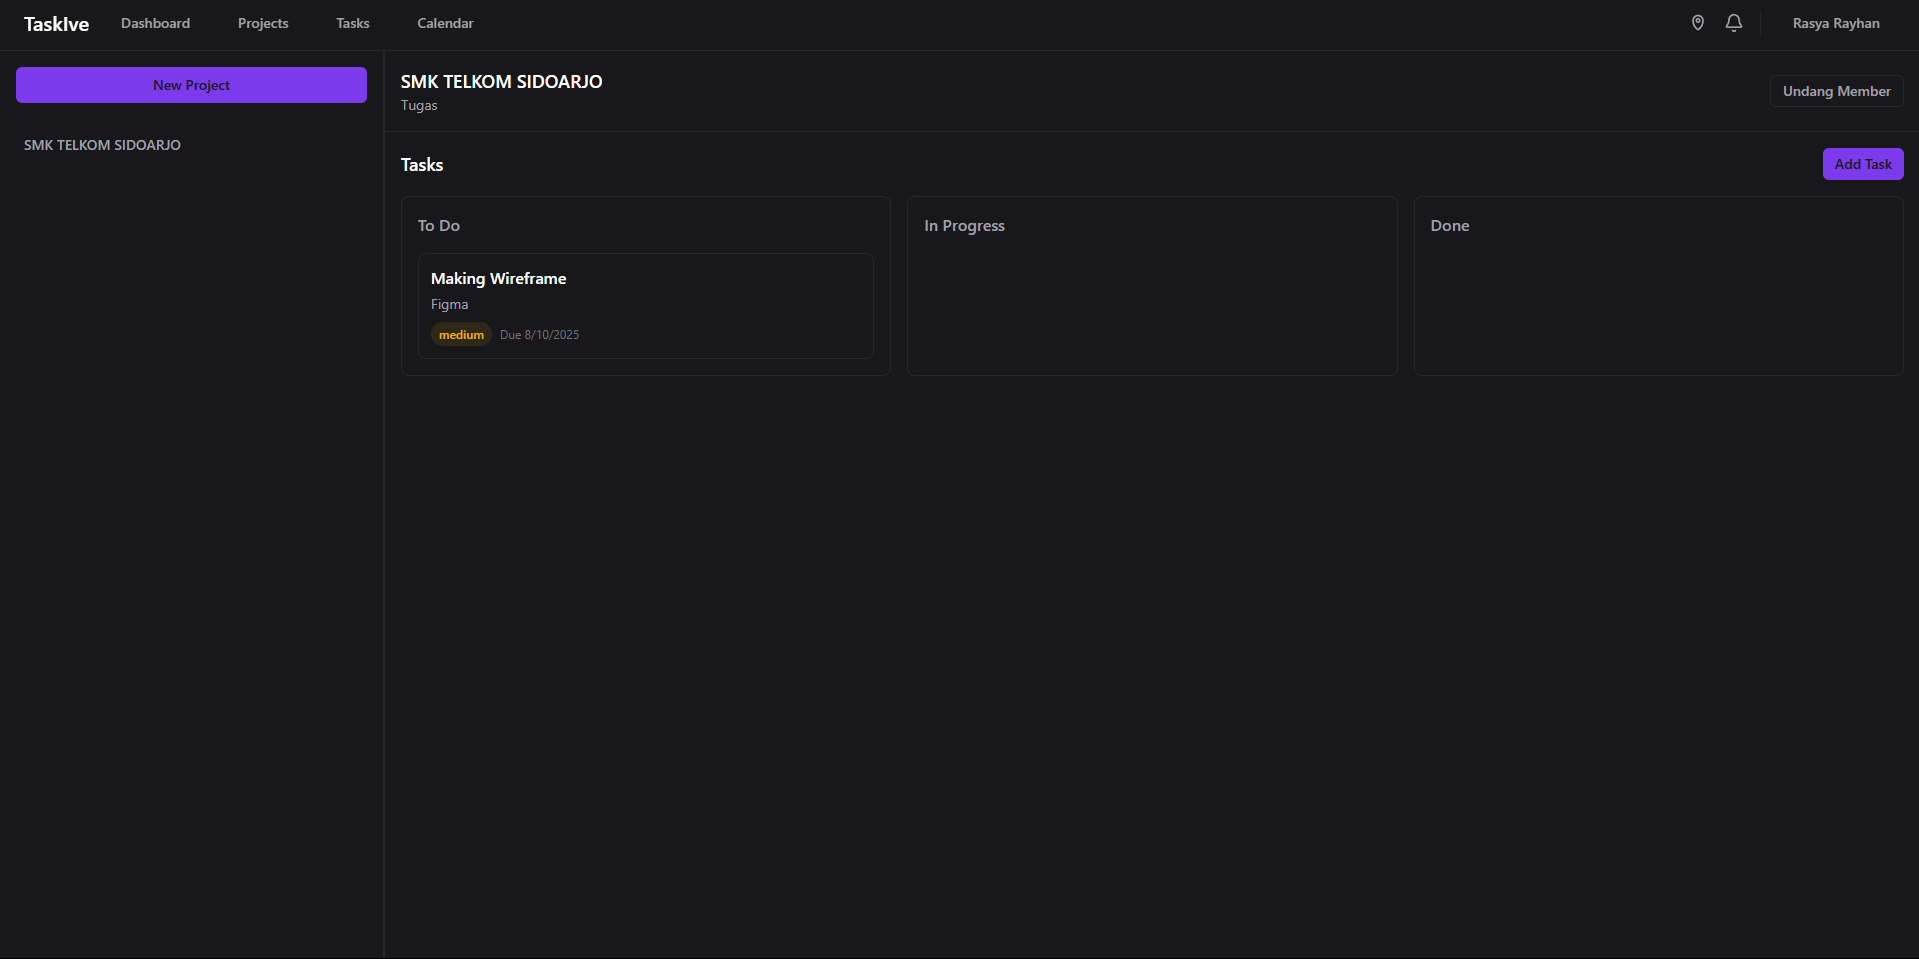 TaskIve Dashboard Projects Tasks Calendar Rasya Rayhan
New Project
SMK TELKOM SIDOARJO
SMK TELKOM SIDOARJO
Tugas
Undang Member
Tasks
Add Task
To Do
Making Wireframe
Figma
medium Due 8/10/2025
In Progress
Done